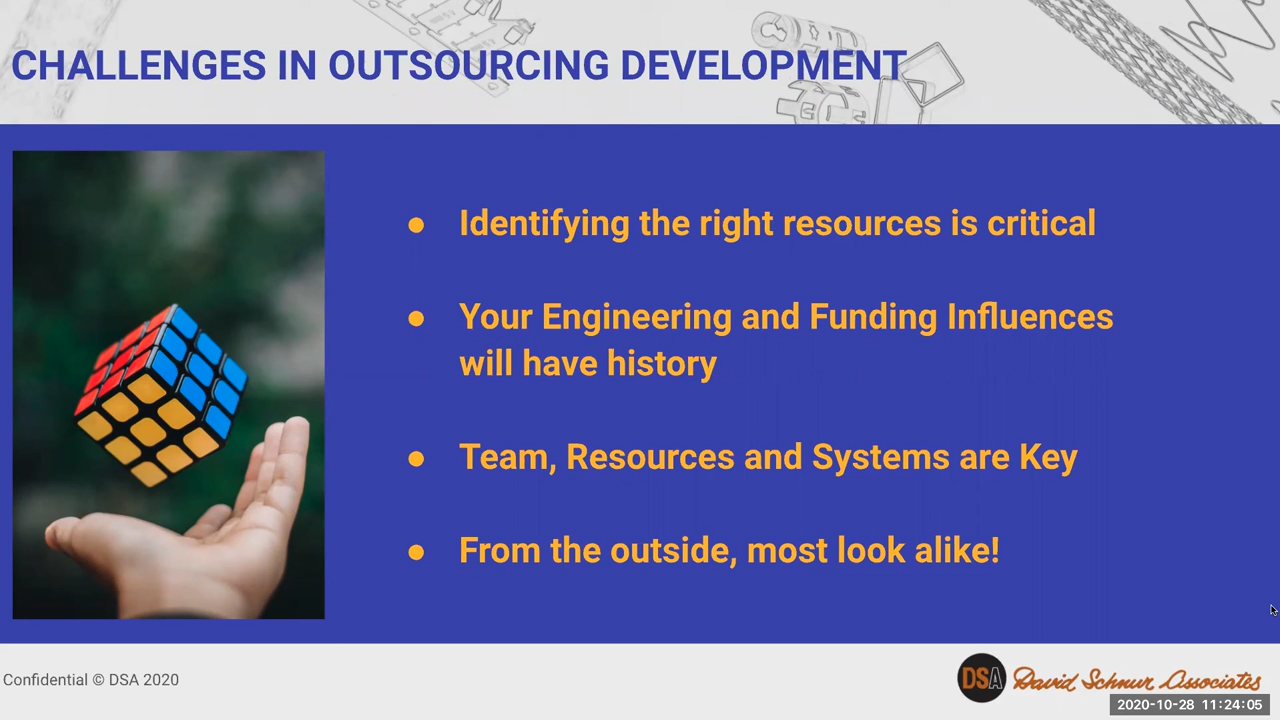 CHALLENGES IN OUTSOURCING DEVELOPMENT
● Identifying the right resources is critical
● Your Engineering and Funding Influences
will have history
● Team, Resources and Systems are Key
● From the outside, most look alike!
Confidential © DSA 2020
DSA David Schnur Associates
2020-10-28 11:24:05